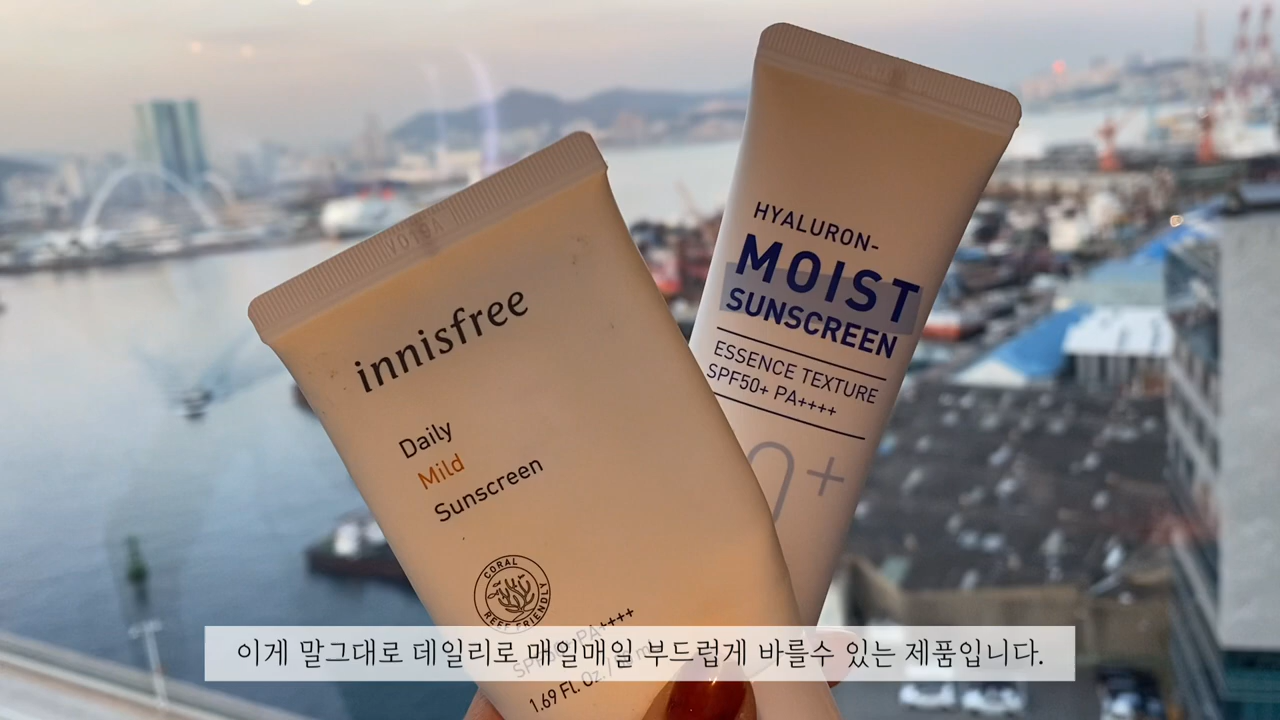 innisfree
Daily
Mild
Sunscreen
CORAL
REEF FRIENDLY
PA++++
1.69 Fl. Oz.
HYALURON-
MOIST
SUNSCREEN
ESSENCE TEXTURE
SPF50+ PA++++
0+
이게 말그대로 데일리로 매일매일 부드럽게 바를수 있는 제품입니다.